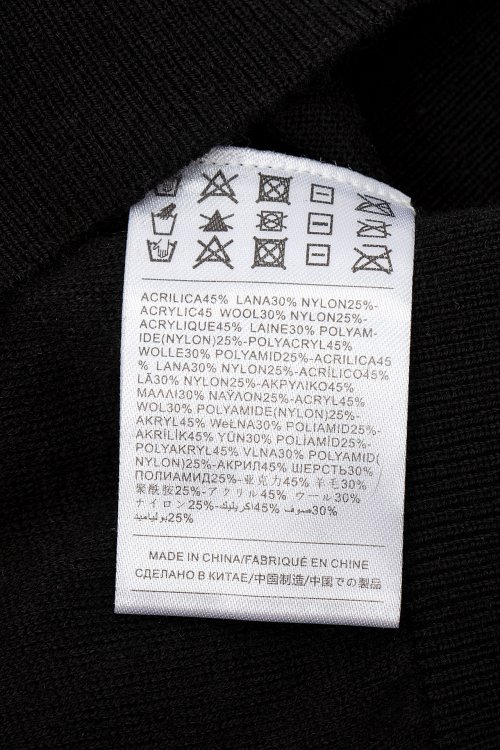 ACRILICA45% LANA30% NYLON25%-
ACRYLIC45 WOOL30% NYLON25%-
ACRYLIQUE45% LAINE30% POLYAM-
IDE(NYLON)25%-POLYACRYL45%
WOLLE30% POLYAMID25%-ACRILICA45
% LANA30% NYLON25%-ACRÍLICO45%
LÃ30% NYLON25%-ΑΚΡΥΛΙΚΟ45%
ΜΑΛΛΙ30% ΝΑΫΛΟΝ25%-ACRYL45%
WOL30% POLYAMIDE(NYLON)25%-
AKRYL45% WEŁNA30% POLIAMID25%-
AKRİLİK45% YÜN30% POLİAMİD25%-
POLYAKRYL45% VLNA30% POLYAMID(
NYLON)25%-АКРИЛ45% ШЕРСТЬ30%
ПОЛИАМИД25%-亚克力45% 羊毛30%
聚酰胺25%-アクリル45% ウール30%
ナイロン25%-اكريليك45% صوف30%
بولياميد25%
MADE IN CHINA/FABRIQUÉ EN CHINE
СДЕЛАНО В КИТАЕ/中国制造/中国での製品